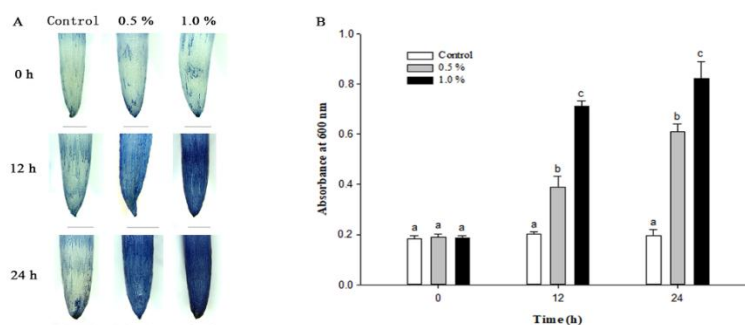 A
Control 0.5 % 1.0 %
0 h
12 h
24 h
B
Control
0.5 %
1.0 %
Absorbance at 600 nm
1.0
0.8
0.6
0.4
0.2
0.0
a a a
a b c
a b c
0 12 24
Time (h)